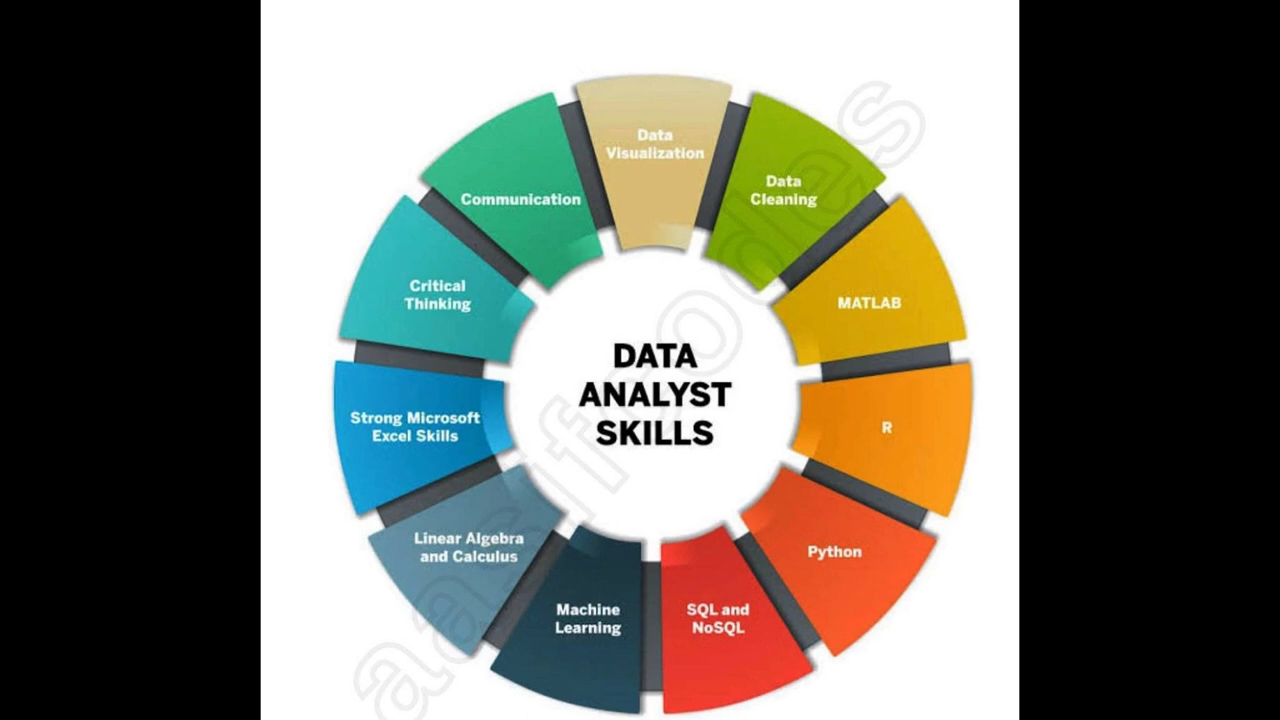 Data
Visualization
Data
Cleaning
MATLAB
R
Python
SQL and
NoSQL
Machine
Learning
Linear Algebra
and Calculus
Strong Microsoft
Excel Skills
Critical
Thinking
Communication
DATA
ANALYST
SKILLS
aasifcodes